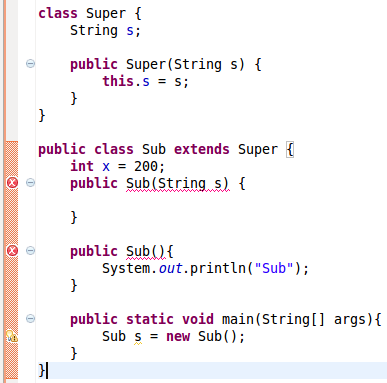 class Super {
String s;
public Super(String s) {
this.s = s;
}
}
public class Sub extends Super {
int x = 200;
public Sub(String s) {
}
public Sub(){
System.out.println("Sub");
}
public static void main(String[] args){
Sub s = new Sub();
}
}